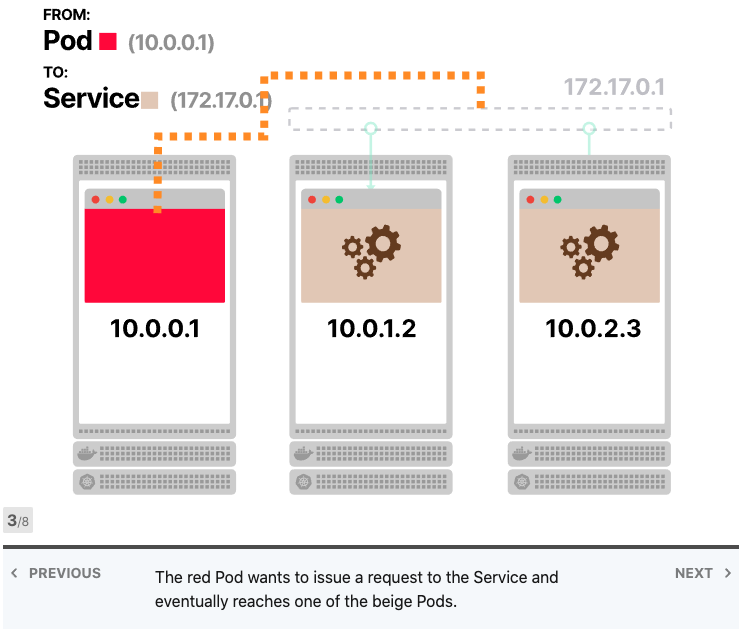 FROM:
Pod (10.0.0.1)
TO:
Service (172.17.0.1)
172.17.0.1
10.0.0.1
10.0.1.2
10.0.2.3
3/8
PREVIOUS
The red Pod wants to issue a request to the Service and
eventually reaches one of the beige Pods.
NEXT